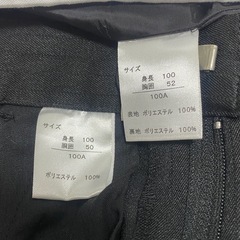 サイズ
身長 100
胸囲 52
100A
表地 ポリエステル 100%
裏地 ポリエステル 100%
サイズ
身長 100
胸囲 50
100A
ポリエステル 100%